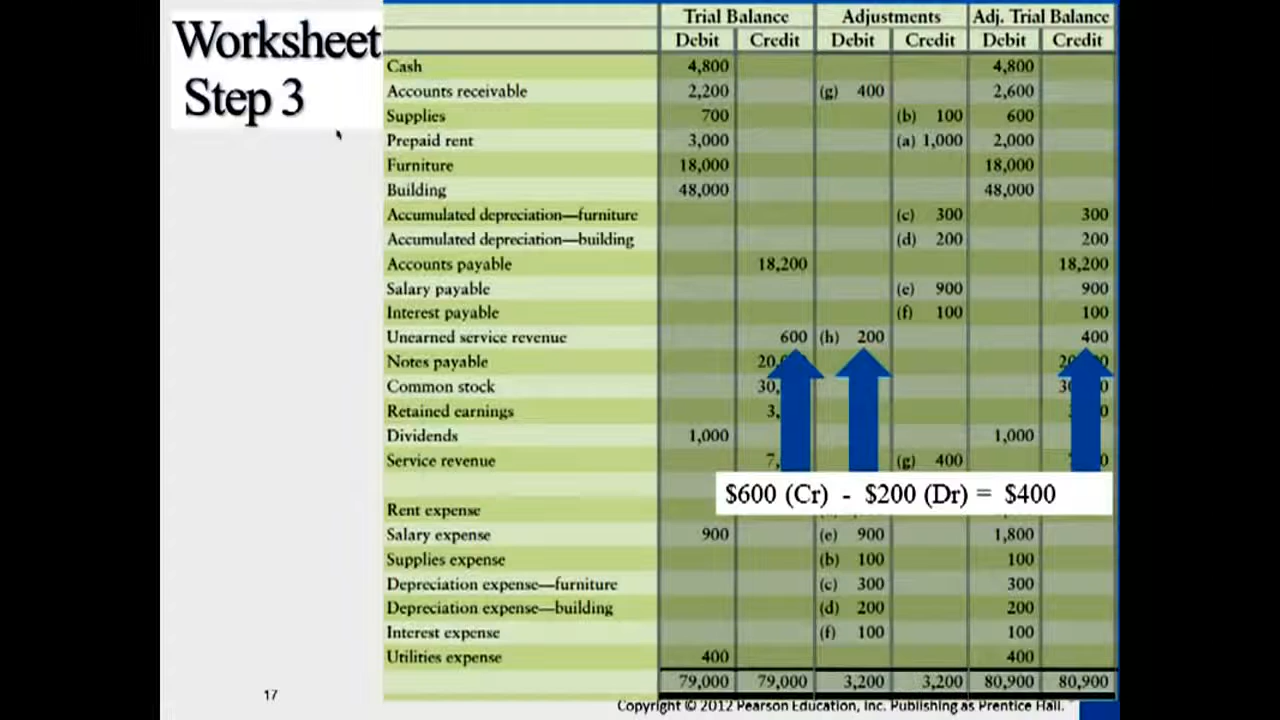 Worksheet
Step 3
Trial Balance Adjustments Adj. Trial Balance
Debit Credit Debit Credit Debit Credit
Cash 4,800 4,800
Accounts receivable 2,200 (g) 400 2,600
Supplies 700 (b) 100 600
Prepaid rent 3,000 (a) 1,000 2,000
Furniture 18,000 18,000
Building 48,000 48,000
Accumulated depreciation—furniture (c) 300 300
Accumulated depreciation—building (d) 200 200
Accounts payable 18,200 18,200
Salary payable (e) 900 900
Interest payable (f) 100 100
Unearned service revenue 600 (h) 200 400
Notes payable
Common stock
Retained earnings
Dividends 1,000 1,000
Service revenue (g) 400
$600 (Cr) - $200 (Dr) = $400
Rent expense
Salary expense 900 (e) 900 1,800
Supplies expense (b) 100 100
Depreciation expense—furniture (c) 300 300
Depreciation expense—building (d) 200 200
Interest expense (f) 100 100
Utilities expense 400 400
79,000 79,000 3,200 3,200 80,900 80,900
17
Copyright © 2012 Pearson Education, Inc. Publishing as Prentice Hall.